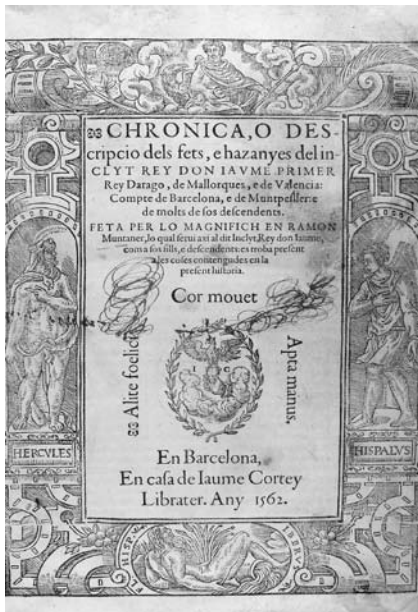 CHRONICA, O DES-
cripcio dels fets, e hazanyes del in-
CLYT REY DON IAVME PRIMER
Rey Darago, de Mallorques, e de Valencia:
Compte de Barcelona, e de Muntpesller: e
de molts de sos descendents.
FETA PER LO MAGNIFICH EN RAMON
Muntaner, lo qual serui axi al dit Inclyt Rey don Iaume,
com a sos fills, e descendents: es troba present
a les coses contengudes en la
present historia.
Cor mouet
Alite foelici
Apta manus.
I C
HERCVLES
HISPALVS
En Barcelona,
En casa de Iaume Cortey
Librater. Any 1562.
FL HISP IBERVS